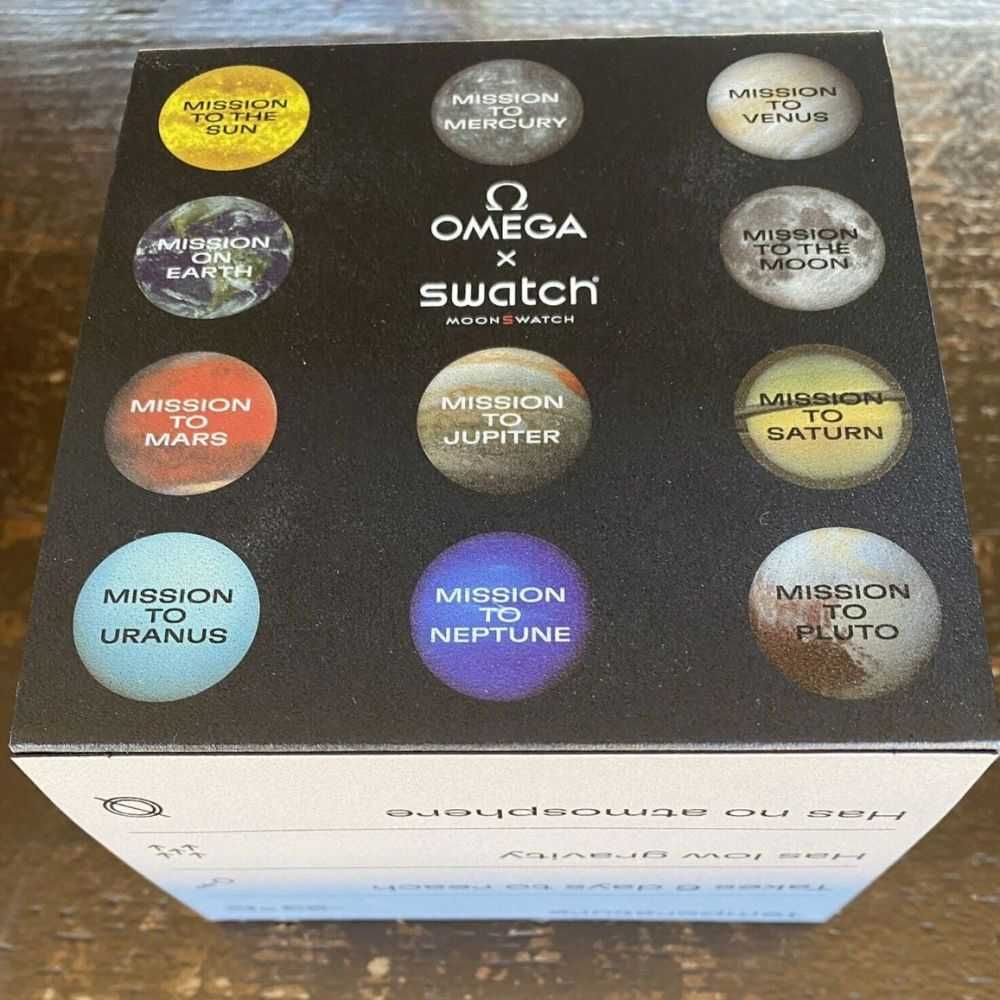 MISSION
TO THE
SUN
MISSION
TO
MERCURY
MISSION
TO
VENUS
MISSION
ON
EARTH
Ω
OMEGA
×
swatch®
MOONSWATCH
MISSION
TO THE
MOON
MISSION
TO
MARS
MISSION
TO
JUPITER
MISSION
TO
SATURN
MISSION
TO
URANUS
MISSION
TO
NEPTUNE
MISSION
TO
PLUTO
Has no atmosphere
Has low gravity
Takes 6 days to reach
Temperature